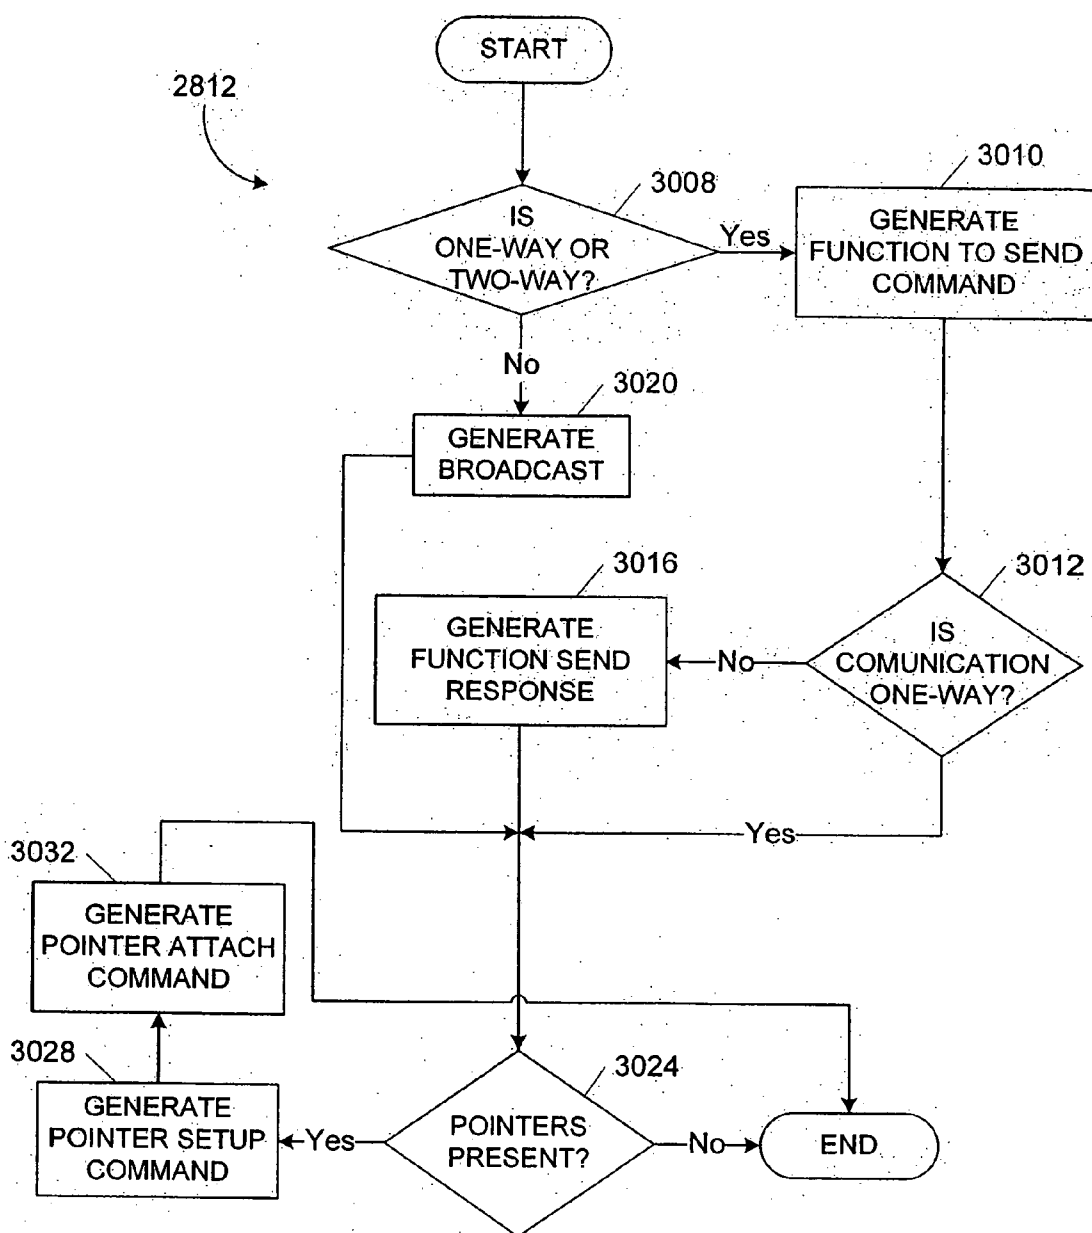 START
2812
3008
IS
ONE-WAY OR
TWO-WAY?
Yes
3010
GENERATE
FUNCTION TO SEND
COMMAND
No
3020
GENERATE
BROADCAST
3012
IS
COMUNICATION
ONE-WAY?
No
3016
GENERATE
FUNCTION SEND
RESPONSE
Yes
3032
GENERATE
POINTER ATTACH
COMMAND
3028
GENERATE
POINTER SETUP
COMMAND
Yes
3024
POINTERS
PRESENT?
No
END